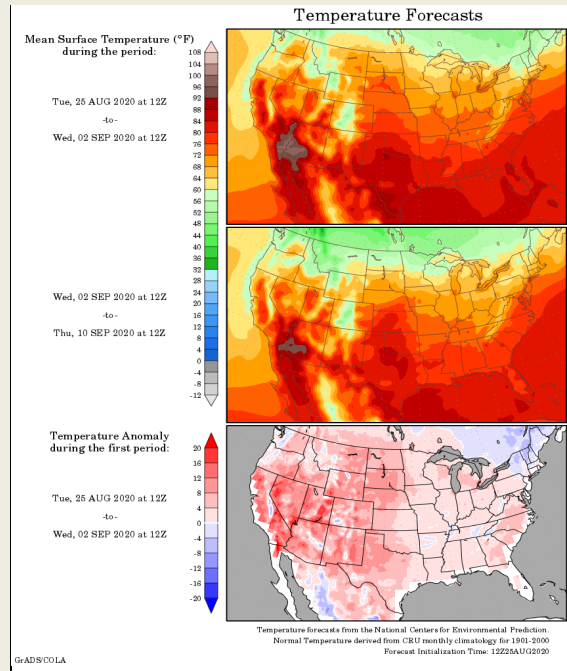 Temperature Forecasts
Mean Surface Temperature (°F)
during the period:
Tue, 25 AUG 2020 at 12Z
-to-
Wed, 02 SEP 2020 at 12Z
108
104
100
96
92
88
84
80
76
72
68
64
60
56
52
48
44
40
36
32
28
24
20
16
12
8
4
0
-4
-8
-12
Wed, 02 SEP 2020 at 12Z
-to-
Thu, 10 SEP 2020 at 12Z
Temperature Anomaly
during the first period:
Tue, 25 AUG 2020 at 12Z
-to-
Wed, 02 SEP 2020 at 12Z
20
16
12
8
4
0
-4
-8
-12
-16
-20
Temperature forecasts from the National Centers for Environmental Prediction.
Normal Temperature derived from CRU monthly climatology for 1901-2000
Forecast Initialization Time: 12Z25AUG2020
GrADS/COLA